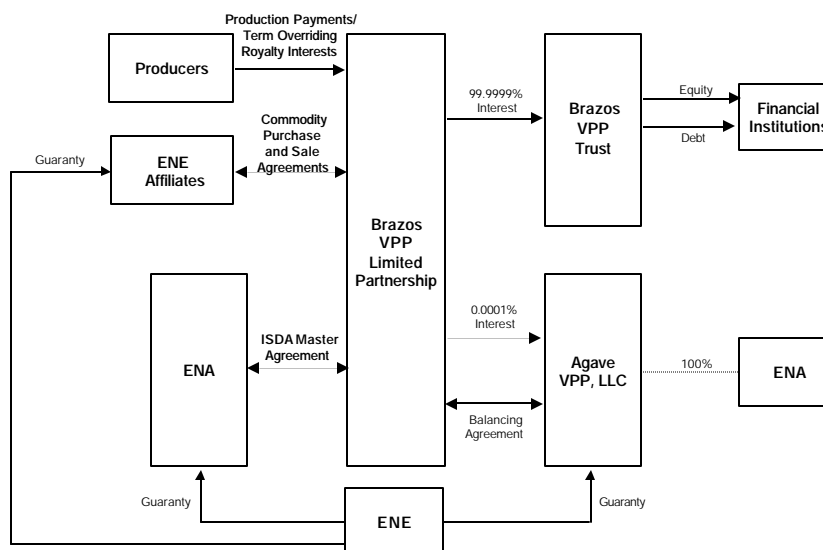 Production Payments/
Term Overriding
Royalty Interests
Producers
99.9999%
Interest
Brazos
VPP
Trust
Equity
Debt
Financial
Institutions
Commodity
Purchase
and Sale
Agreements
Guaranty
ENE
Affiliates
Brazos
VPP
Limited
Partnership
0.0001%
Interest
ISDA Master
Agreement
ENA
Agave
VPP, LLC
100%
ENA
Balancing
Agreement
Guaranty
ENE
Guaranty